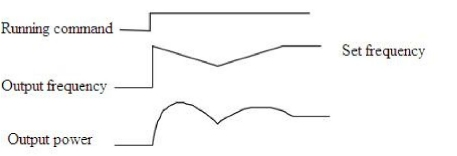 Running command
Set frequency
Output frequency
Output power